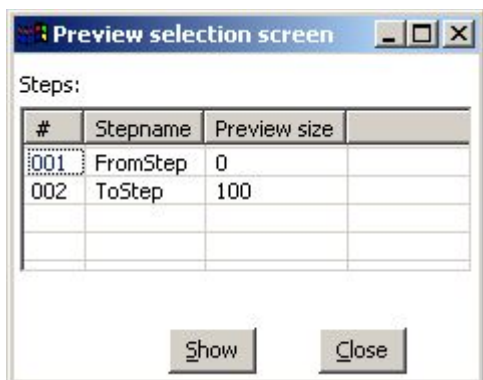 Preview selection screen
Steps:
# Stepname Preview size
001 FromStep 0
002 ToStep 100
Show Close